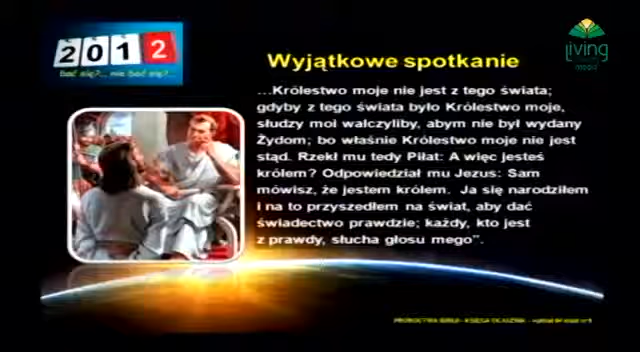 2012
bać się?... nie bać się?...
Living
media
Wyjątkowe spotkanie
...Królestwo moje nie jest z tego świata;
gdyby z tego świata było Królestwo moje,
słudzy moi walczyliby, abym nie był wydany
Żydom; bo właśnie Królestwo moje nie jest
stąd. Rzekł mu tedy Piłat: A więc jesteś
królem? Odpowiedział mu Jezus: Sam
mówisz, że jestem królem. Ja się narodziłem
i na to przyszedłem na świat, aby dać
świadectwo prawdzie; każdy, kto jest
z prawdy, słucha głosu mego".